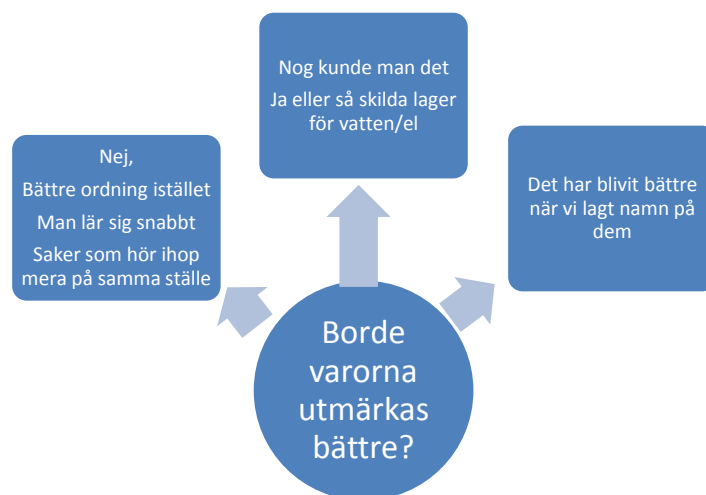 Nog kunde man det
Ja eller så skilda lager
för vatten/el
Nej,
Bättre ordning istället
Man lär sig snabbt
Saker som hör ihop
mera på samma ställe
Det har blivit bättre
när vi lagt namn på
dem
Borde
varorna
utmärkas
bättre?